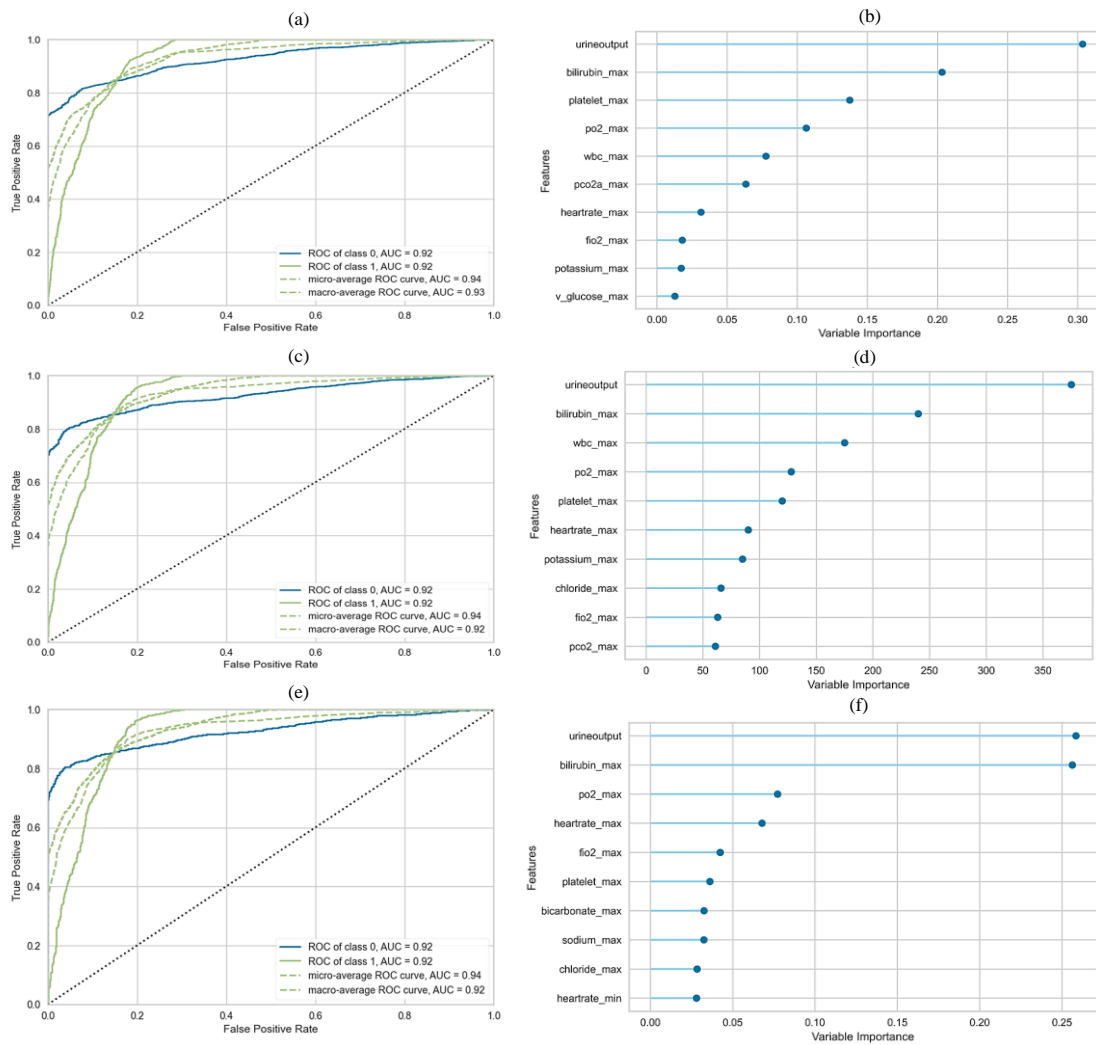 (a)
1.0
0.8
0.6
0.4
0.2
0.0
True Positive Rate
ROC of class 0, AUC = 0.92
ROC of class 1, AUC = 0.92
micro-average ROC curve, AUC = 0.94
macro-average ROC curve, AUC = 0.93
0.0 0.2 0.4 0.6 0.8 1.0
False Positive Rate
(b)
Features
urineoutput
bilirubin_max
platelet_max
po2_max
wbc_max
pco2a_max
heartrate_max
fio2_max
potassium_max
v_glucose_max
0.00 0.05 0.10 0.15 0.20 0.25 0.30
Variable Importance
(c)
1.0
0.8
0.6
0.4
0.2
0.0
True Positive Rate
ROC of class 0, AUC = 0.92
ROC of class 1, AUC = 0.92
micro-average ROC curve, AUC = 0.94
macro-average ROC curve, AUC = 0.92
0.0 0.2 0.4 0.6 0.8 1.0
False Positive Rate
(d)
Features
urineoutput
bilirubin_max
wbc_max
po2_max
platelet_max
heartrate_max
potassium_max
chloride_max
fio2_max
pco2_max
0 50 100 150 200 250 300 350
Variable Importance
(e)
1.0
0.8
0.6
0.4
0.2
0.0
True Positive Rate
ROC of class 0, AUC = 0.92
ROC of class 1, AUC = 0.92
micro-average ROC curve, AUC = 0.94
macro-average ROC curve, AUC = 0.92
0.0 0.2 0.4 0.6 0.8 1.0
False Positive Rate
(f)
Features
urineoutput
bilirubin_max
po2_max
heartrate_max
fio2_max
platelet_max
bicarbonate_max
sodium_max
chloride_max
heartrate_min
0.00 0.05 0.10 0.15 0.20 0.25
Variable Importance